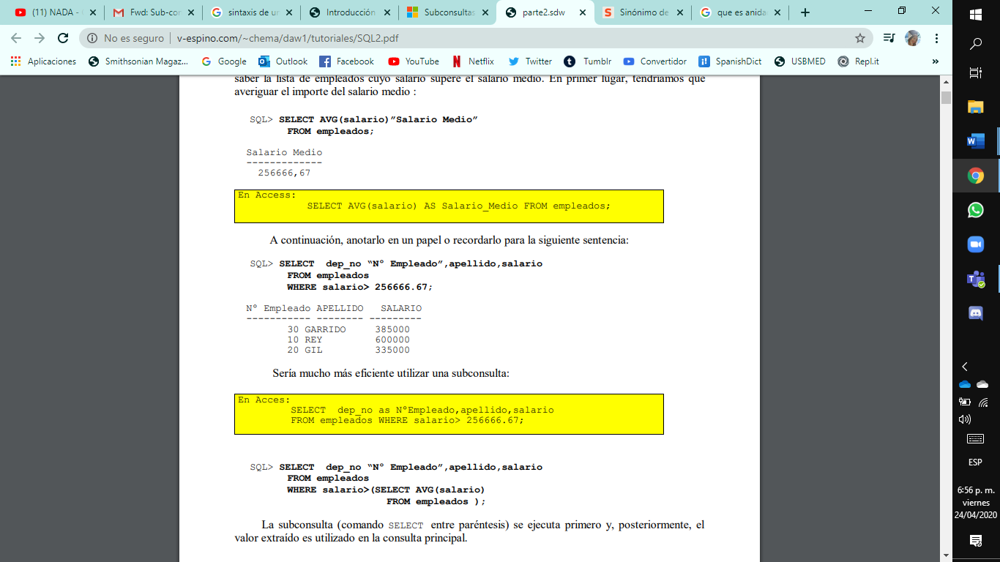 (11) NADA -
Fwd: Sub-con
sintaxis de un
Introducción
Subconsultas
parte2.sdw
Sinónimo de
que es anida
No es seguro | v-espino.com/~chema/daw1/tutoriales/SQL2.pdf
Aplicaciones
Smithsonian Magaz...
Google
Outlook
Facebook
YouTube
Netflix
Twitter
Tumblr
Convertidor
SpanishDict
USBMED
Repl.it
»
saber la lista de empleados cuyo salario supere el salario medio. En primer lugar, tendríamos que
averiguar el importe del salario medio :
SQL> SELECT AVG(salario)”Salario Medio”
FROM empleados;
Salario Medio
-------------
256666,67
En Access:
SELECT AVG(salario) AS Salario_Medio FROM empleados;
A continuación, anotarlo en un papel o recordarlo para la siguiente sentencia:
SQL> SELECT dep_no “Nº Empleado”,apellido,salario
FROM empleados
WHERE salario> 256666.67;
Nº Empleado APELLIDO SALARIO
----------- -------- ---------
30 GARRIDO 385000
10 REY 600000
20 GIL 335000
Sería mucho más eficiente utilizar una subconsulta:
En Acces:
SELECT dep_no as NºEmpleado,apellido,salario
FROM empleados WHERE salario> 256666.67;
SQL> SELECT dep_no “Nº Empleado”,apellido,salario
FROM empleados
WHERE salario>(SELECT AVG(salario)
FROM empleados );
La subconsulta (comando SELECT entre paréntesis) se ejecuta primero y, posteriormente, el
valor extraído es utilizado en la consulta principal.
ESP
6:56 p. m.
viernes
24/04/2020